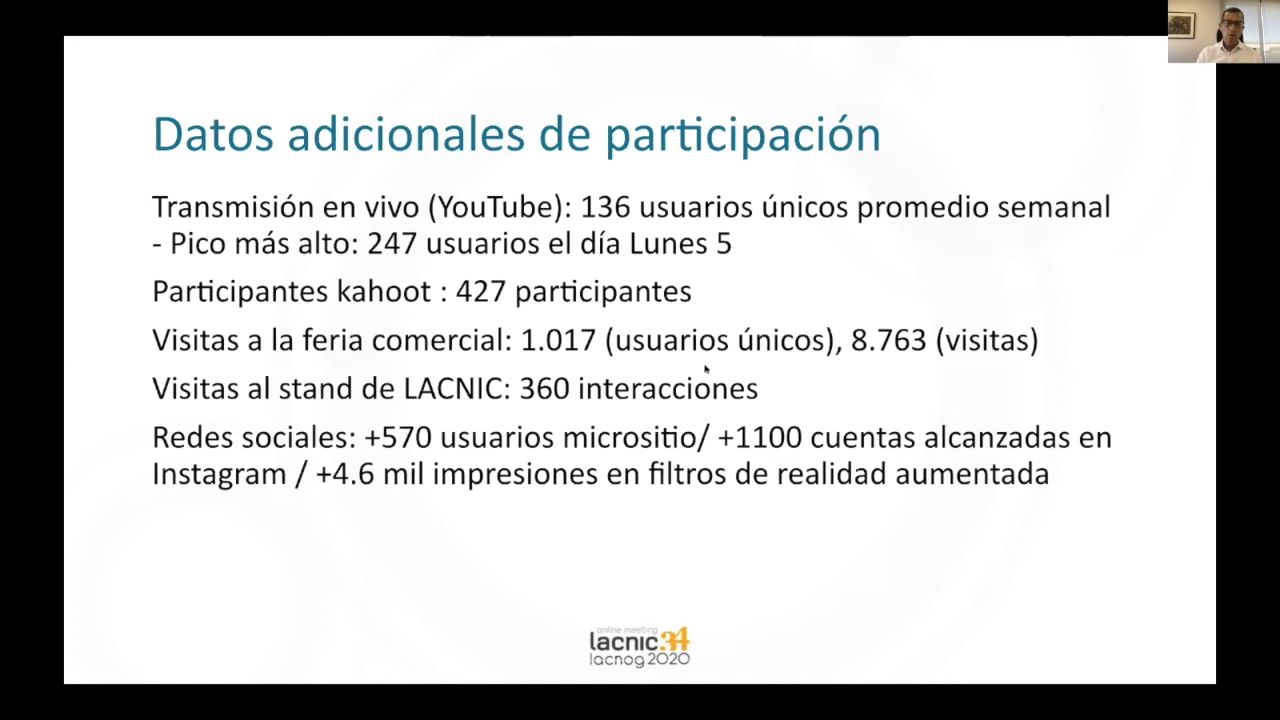 Datos adicionales de participación
Transmisión en vivo (YouTube): 136 usuarios únicos promedio semanal
- Pico más alto: 247 usuarios el día Lunes 5
Participantes kahoot : 427 participantes
Visitas a la feria comercial: 1.017 (usuarios únicos), 8.763 (visitas)
Visitas al stand de LACNIC: 360 interacciones
Redes sociales: +570 usuarios micrositio/ +1100 cuentas alcanzadas en
Instagram / +4.6 mil impresiones en filtros de realidad aumentada
online meeting
lacnic34
lacnog2020